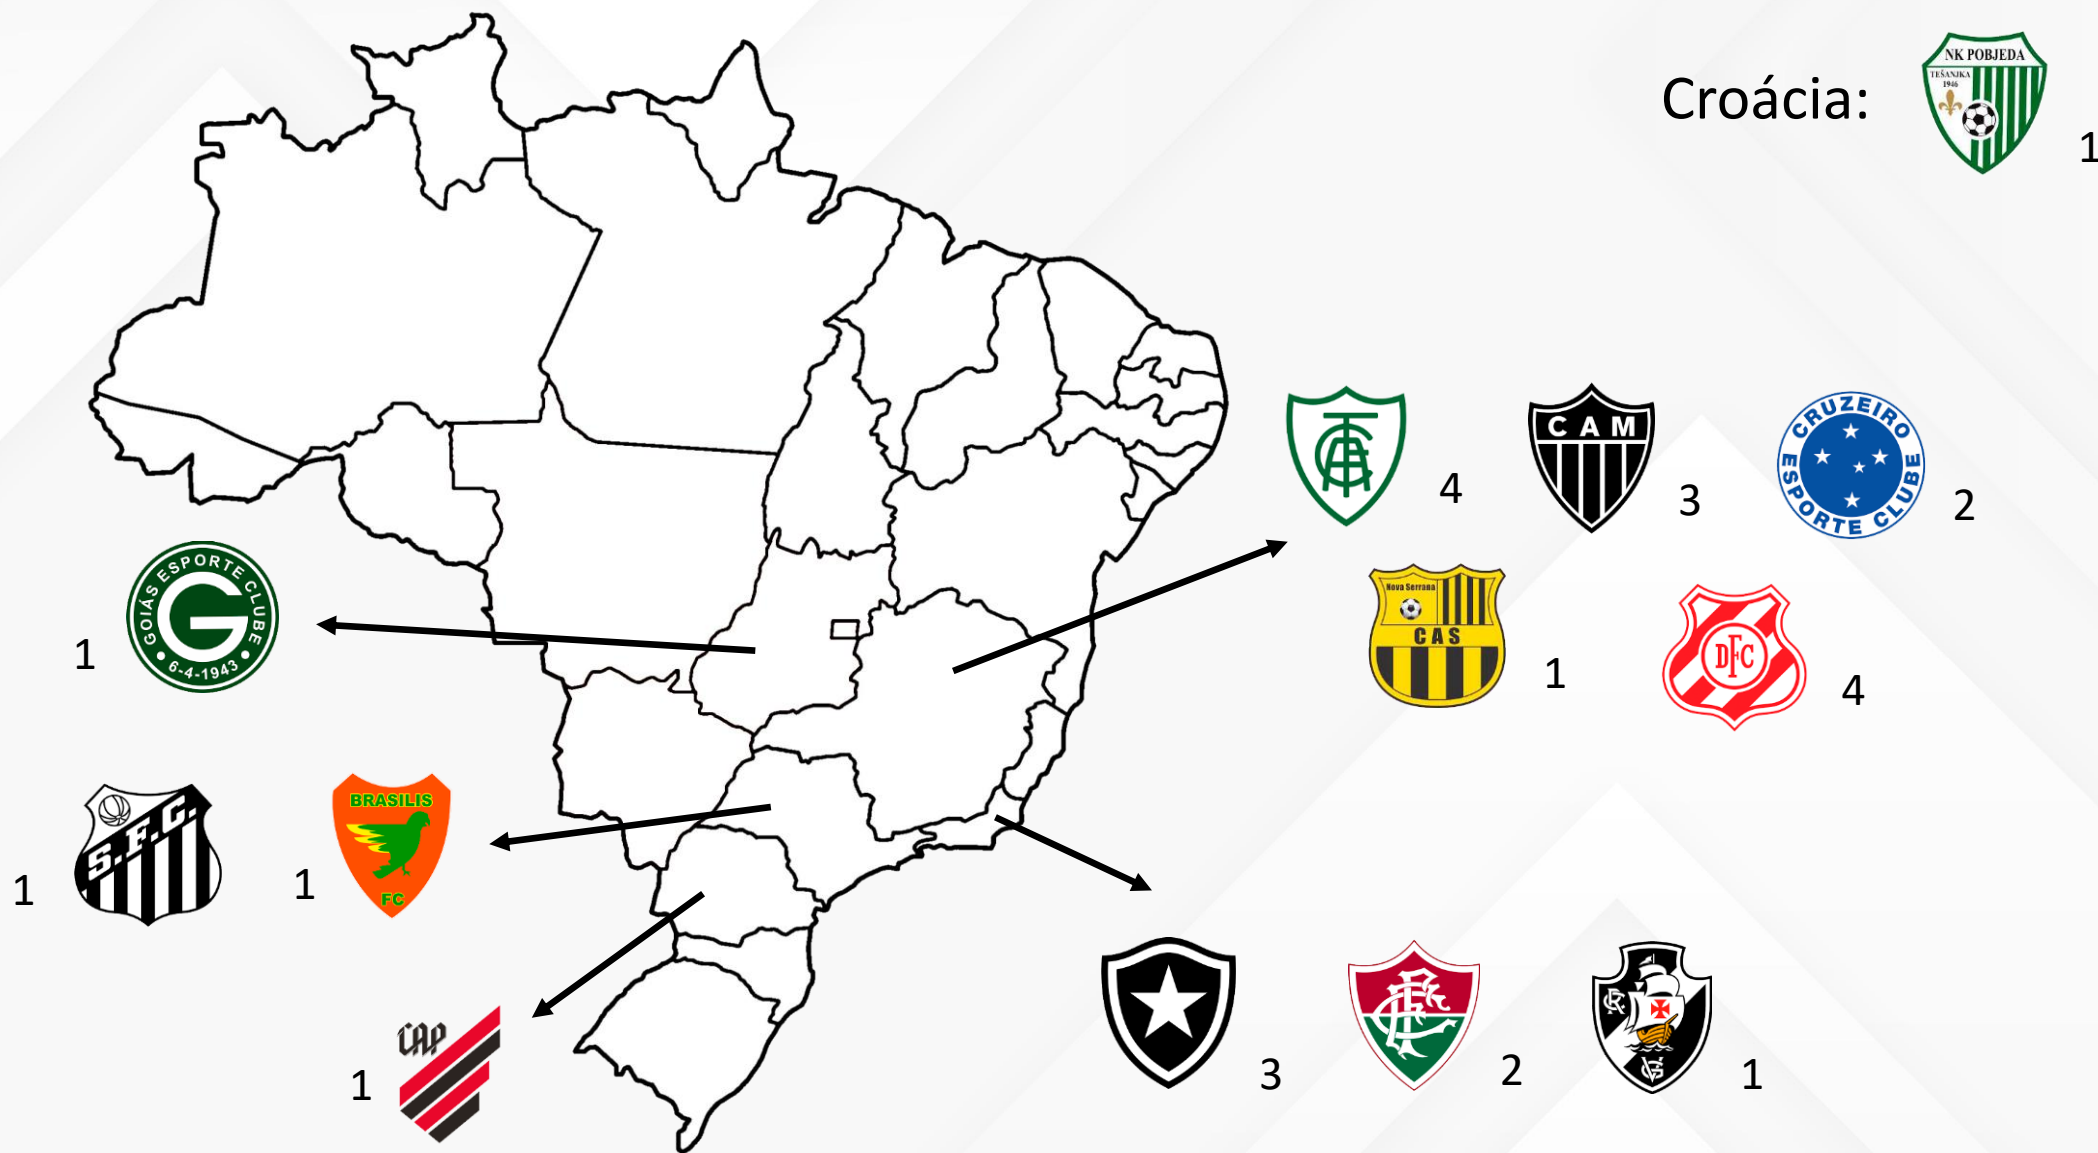 Croácia:
NK POBJEDA
TEŠANJKA
1946
1
C A M
CRUZEIRO
ESPORTE CLUBE
4
3
2
Nova Serrana
C A S
1
DFC
4
GOIÁS ESPORTE CLUBE
6-4-1943
1
S.F.C.
1
BRASILIS
FC
1
CAP
1
3
2
1